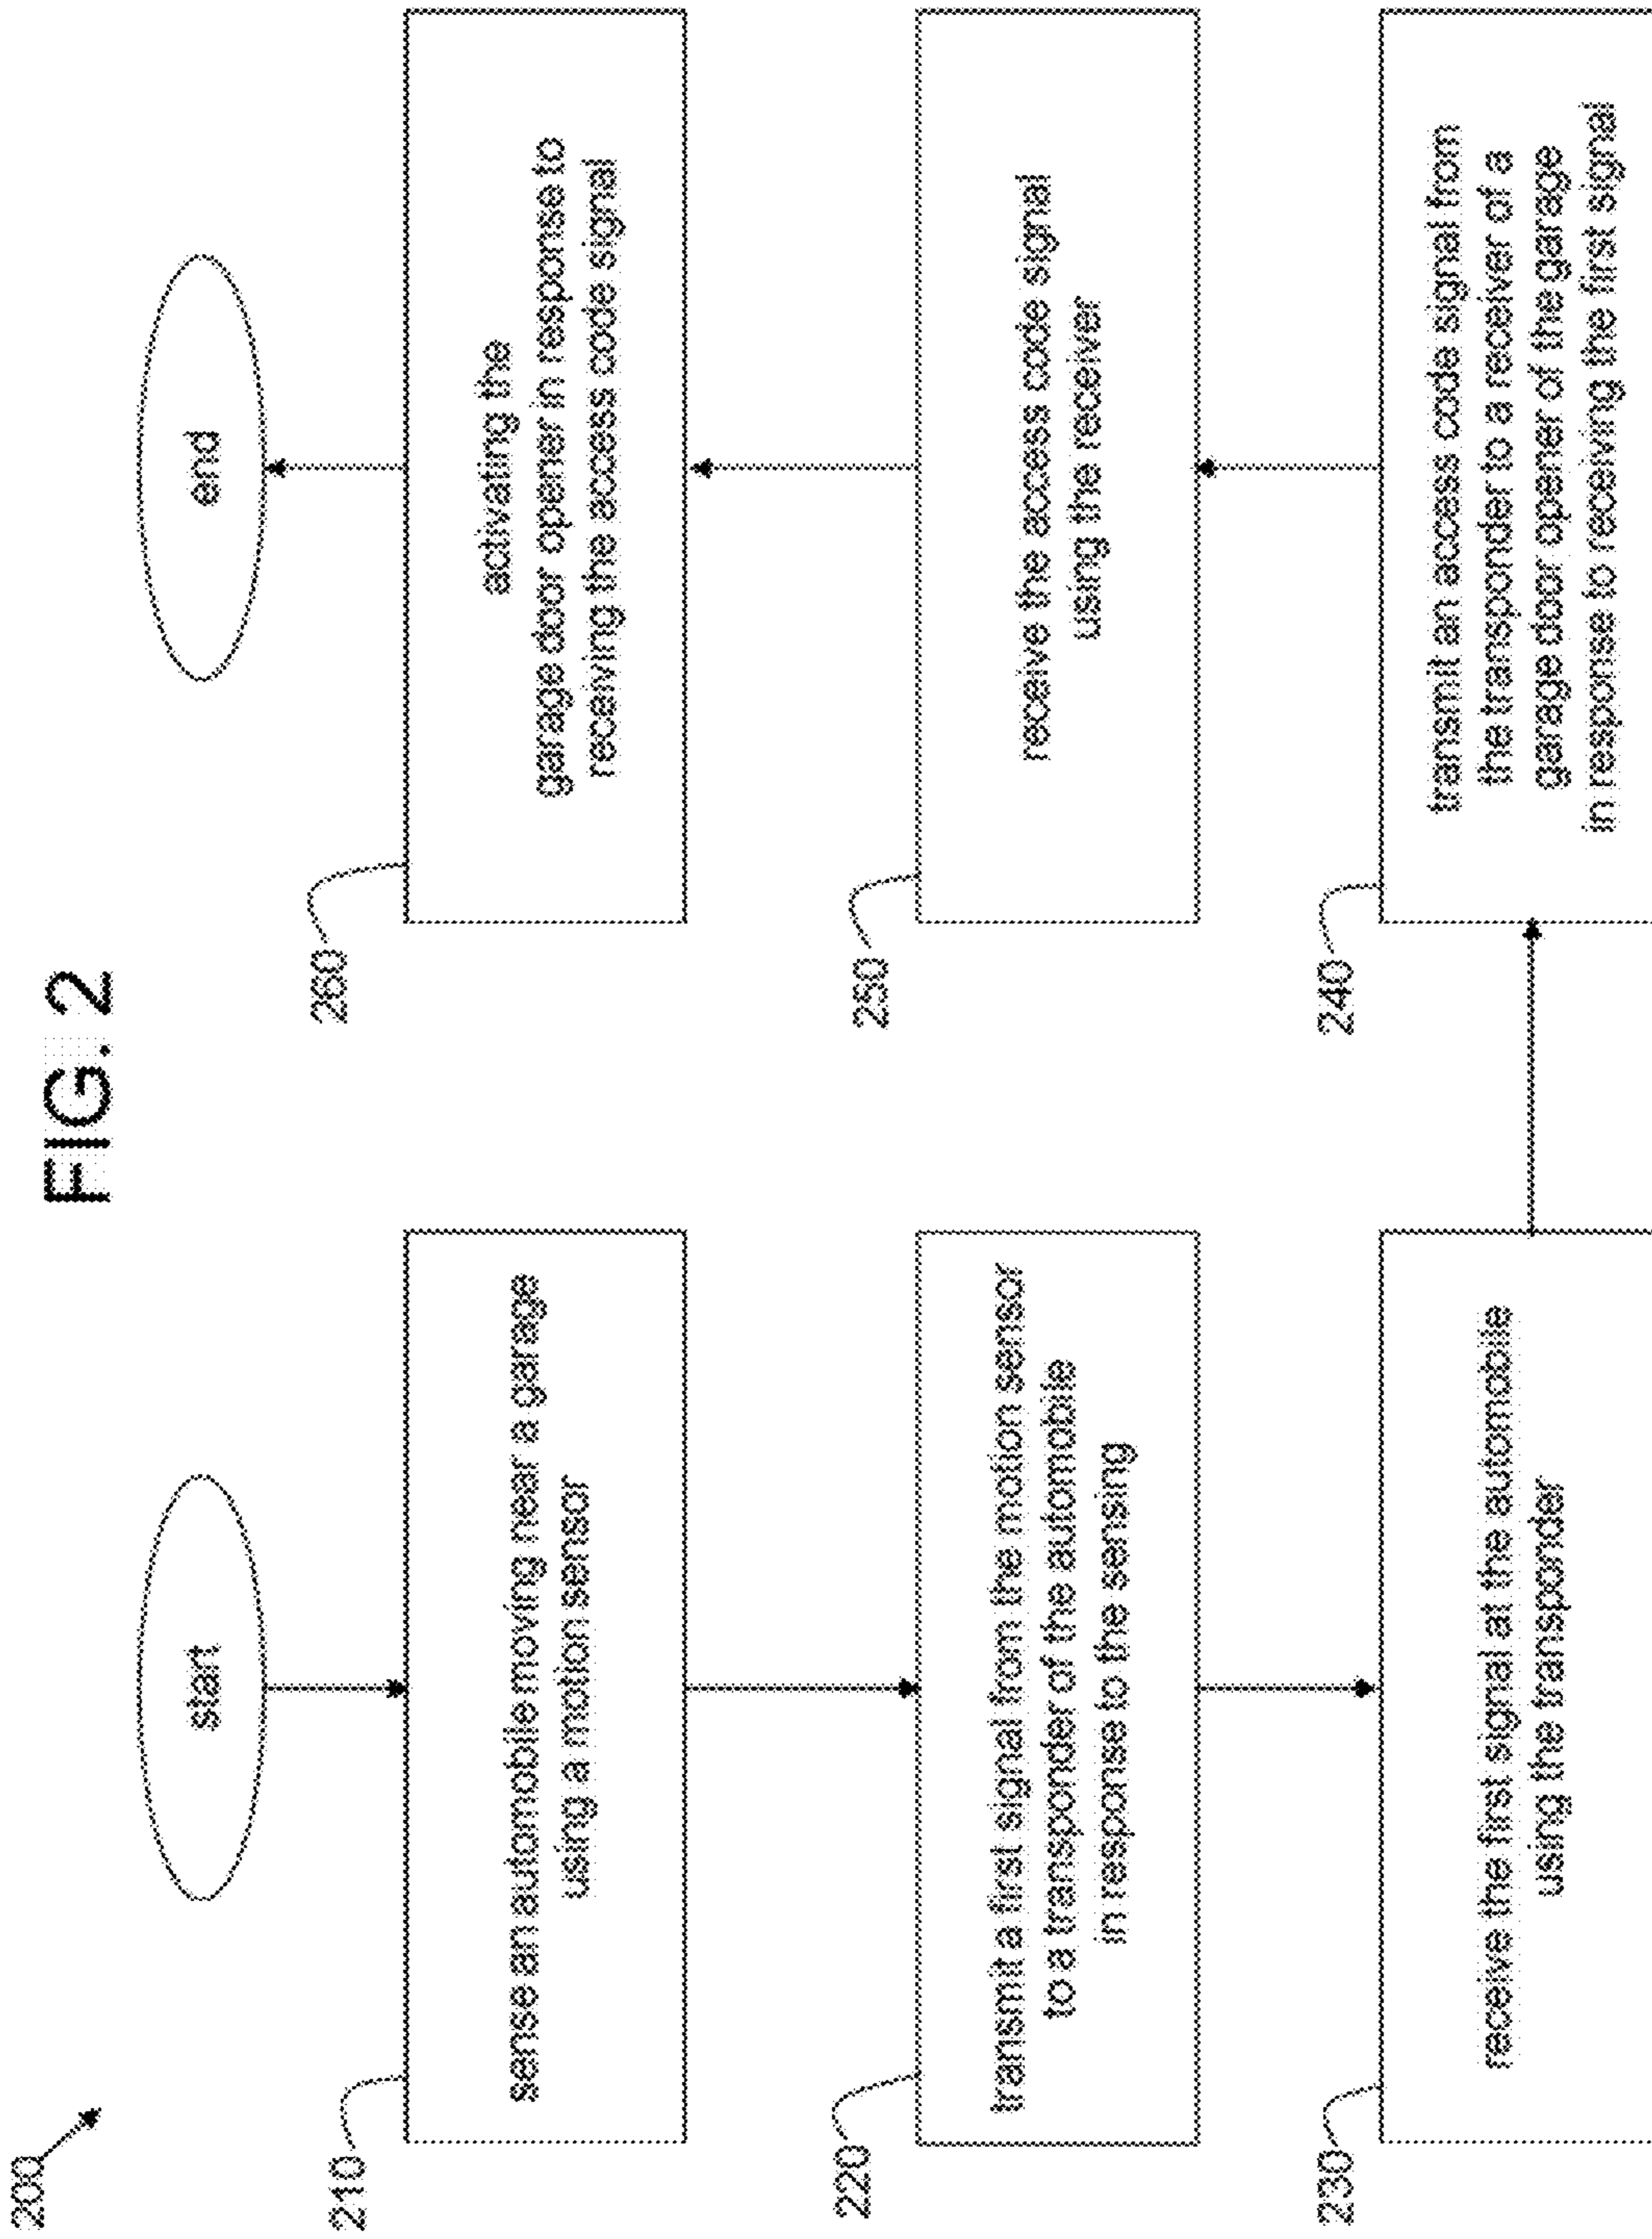 FIG. 2
200
start
210
sense an automobile moving near a garage
using a motion sensor
220
transmit a first signal from the motion sensor
to a transponder of the automobile
in response to the sensing
230
receive the first signal at the automobile
using the transponder
240
transmit an access code signal from
the transponder to a receiver of a
garage door opener of the garage
in response to receiving the first signal
250
receive the access code signal
using the receiver
260
activating the
garage door opener in response to
receiving the access code signal
end